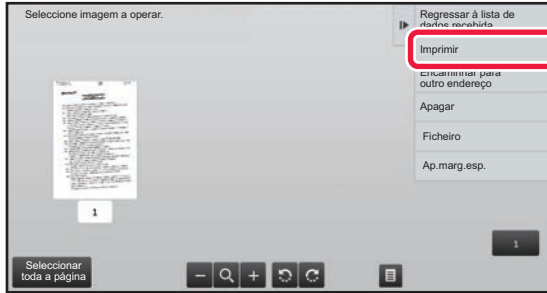 Seleccione imagem a operar.
Regressar à lista de
dados recebida
Imprimir
Encaminhar para
outro endereço
Apagar
Ficheiro
Ap.marg.esp.
1
1
Seleccionar
toda a página